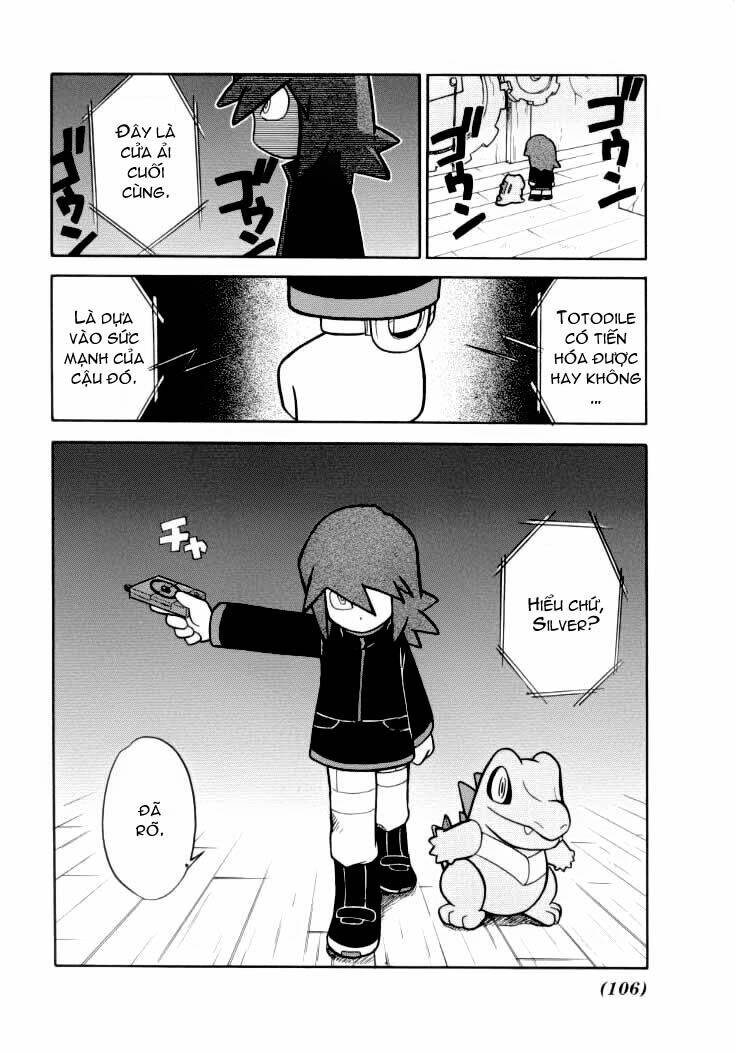 ゴウン
ゴウン
ゴウン
Đây là
cửa ải
cuối
cùng.
ゴウン
Totodile
có tiến
hóa được
hay không
...
Là dựa
vào sức
mạnh của
cậu đó.
Hiểu chứ,
Silver?
チャ
Đã
rõ.
(106)